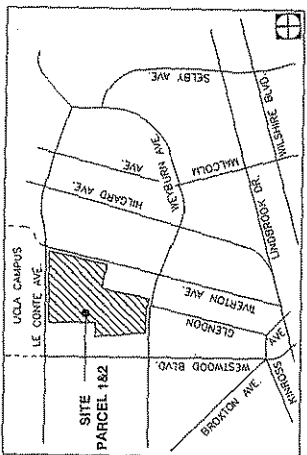 UCLA CAMPUS
LE CONTE AVE.
SITE
PARCEL 1&2
WESTWOOD BLVD.
BROXTON AVE.
KINROSS
AVE
GLENDON
TIVERTON AVE.
HILGARD AVE.
WEYBURN AVE.
MALCOLM
AVE.
SELBY AVE.
LINDBROOK DR.
WILSHIRE BLVD.